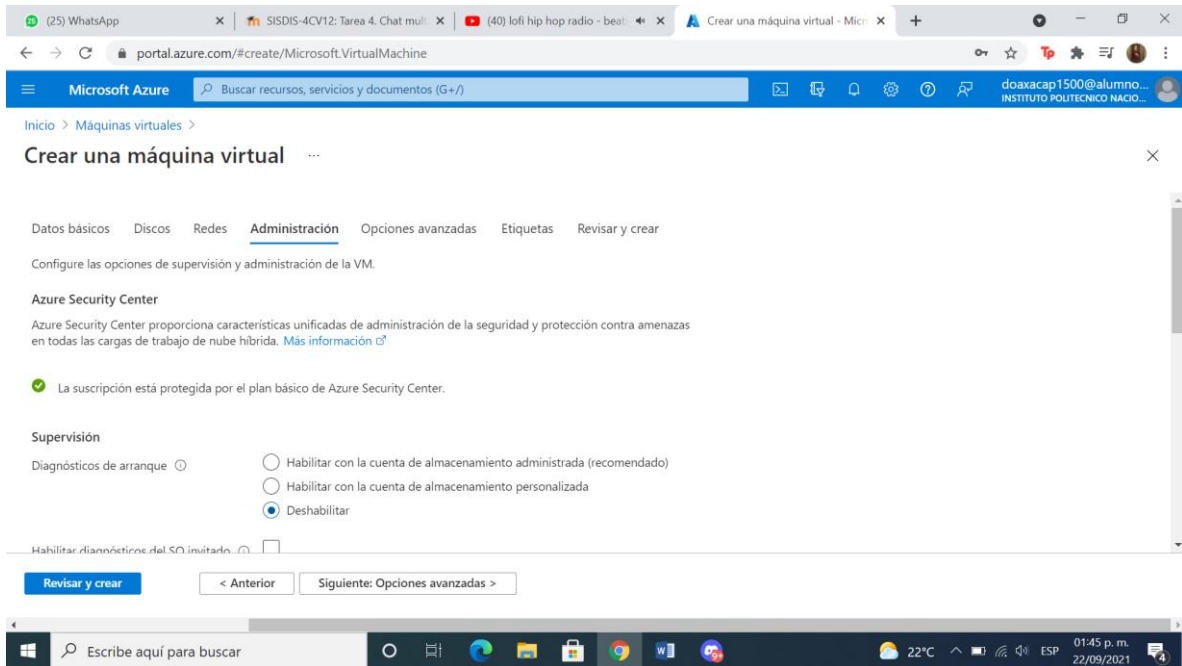 (25) WhatsApp
SISDIS-4CV12: Tarea 4. Chat mult
(40) lofi hip hop radio - beats
Crear una máquina virtual - Micr
portal.azure.com/#create/Microsoft.VirtualMachine
Microsoft Azure
Buscar recursos, servicios y documentos (G+/)
doaxacap1500@alumno...
INSTITUTO POLITECNICO NACIO...
Inicio > Máquinas virtuales >
Crear una máquina virtual ...
Datos básicos Discos Redes Administración Opciones avanzadas Etiquetas Revisar y crear
Configure las opciones de supervisión y administración de la VM.
Azure Security Center
Azure Security Center proporciona características unificadas de administración de la seguridad y protección contra amenazas
en todas las cargas de trabajo de nube híbrida. Más información
La suscripción está protegida por el plan básico de Azure Security Center.
Supervisión
Diagnósticos de arranque
Habilitar con la cuenta de almacenamiento administrada (recomendado)
Habilitar con la cuenta de almacenamiento personalizada
Deshabilitar
Habilitar diagnósticos del SO invitado
Revisar y crear < Anterior Siguiente: Opciones avanzadas >
Escribe aquí para buscar
22°C ESP 01:45 p. m.
22/09/2021
4